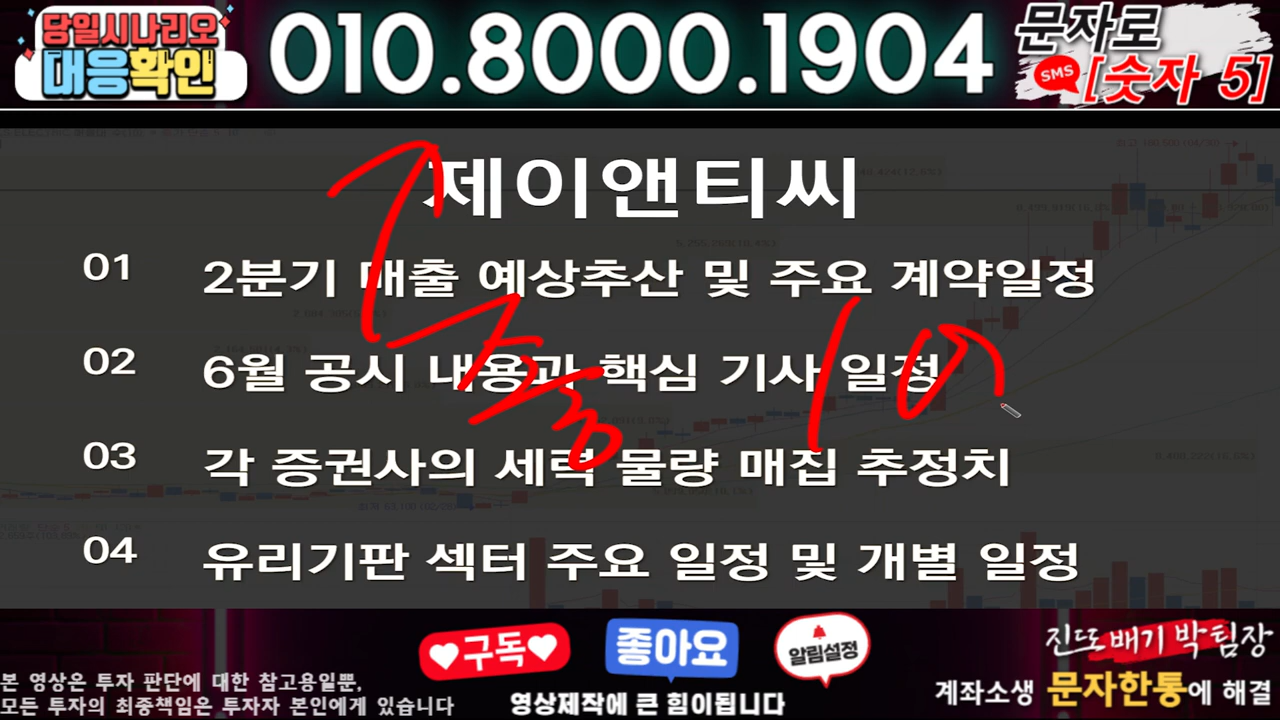 당일시나리오
대응확인
010.8000.1904
문자로
SMS
[숫자 5]
제이앤티씨
01 2분기 매출 예상추산 및 주요 계약일정
02 6월 공시 내용과 핵심 기사 일정
03 각 증권사의 세력 물량 매집 추정치
04 유리기판 섹터 주요 일정 및 개별 일정
구독
좋아요
알림설정
영상제작에 큰 힘이됩니다
본 영상은 투자 판단에 대한 참고용일뿐,
모든 투자의 최종책임은 투자자 본인에게 있습니다
진또배기 박팀장
계좌소생 문자한통에 해결